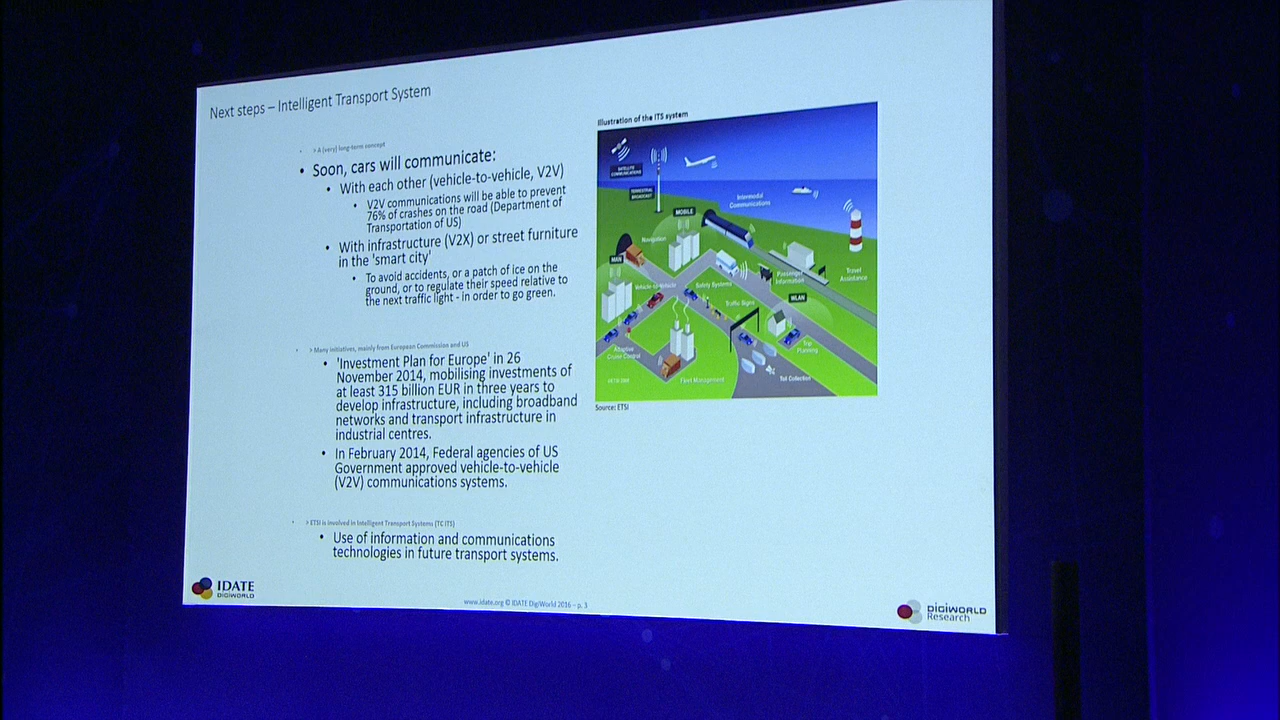 Next steps – Intelligent Transport System
• > A (very) long-term concept
• Soon, cars will communicate:
• With each other (vehicle-to-vehicle, V2V)
• V2V communications will be able to prevent
76% of crashes on the road (Department of
Transportation of US)
• With infrastructure (V2X) or street furniture
in the 'smart city'
• To avoid accidents, or a patch of ice on the
ground, or to regulate their speed relative to
the next traffic light - in order to go green.
• > Many initiatives, mainly from European Commission and US
• 'Investment Plan for Europe' in 26
November 2014, mobilising investments of
at least 315 billion EUR in three years to
develop infrastructure, including broadband
networks and transport infrastructure in
industrial centres.
• In February 2014, Federal agencies of US
Government approved vehicle-to-vehicle
(V2V) communications systems.
• > ETSI is involved in Intelligent Transport Systems (TC ITS)
• Use of information and communications
technologies in future transport systems.
Illustration of the ITS system
SATELLITE
COMMUNICATIONS
TERRESTRIAL
BROADCAST
Intermodal
Communications
MOBILE
Navigation
MAN
Passenger
Information
Travel
Assistance
Vehicle-to-Vehicle
Safety Systems
WLAN
Traffic Signs
Trip
Planning
Adaptive
Cruise Control
Toll Collection
Fleet Management
Source: ETSI
IDATE
DIGIWORLD
www.idate.org © IDATE DigiWorld 2016 – p. 3
DIGIWORLD
Research